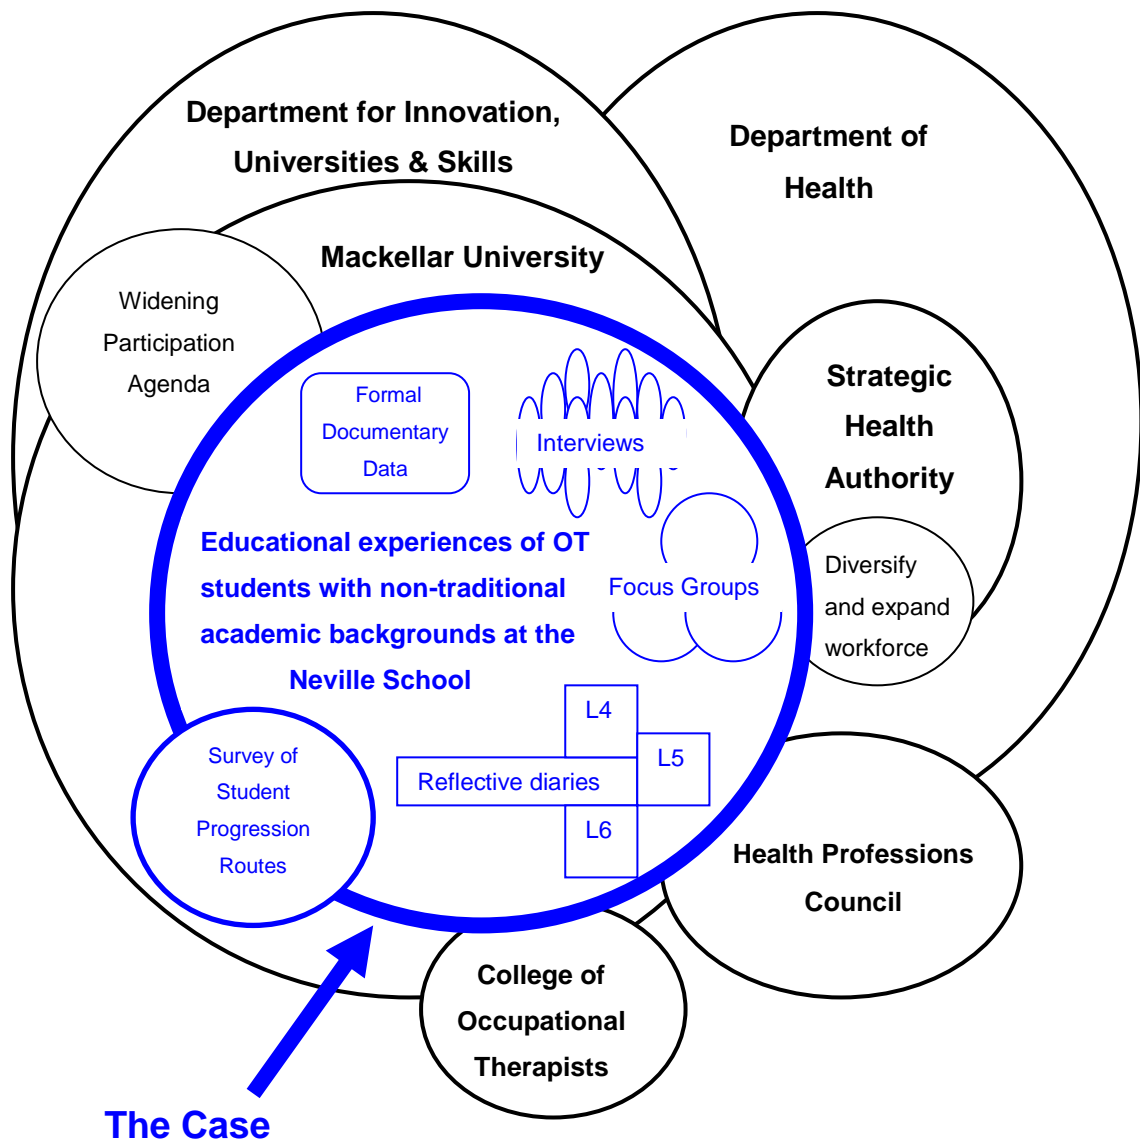 Department for Innovation,
Universities & Skills
Department of
Health
Mackellar University
Widening
Participation
Agenda
Formal
Documentary
Data
Interviews
Strategic
Health
Authority
Educational experiences of OT
students with non-traditional
academic backgrounds at the
Neville School
Focus Groups
Diversify
and expand
workforce
L4
L5
Reflective diaries
L6
Survey of
Student
Progression
Routes
Health Professions
Council
College of
Occupational
Therapists
The Case